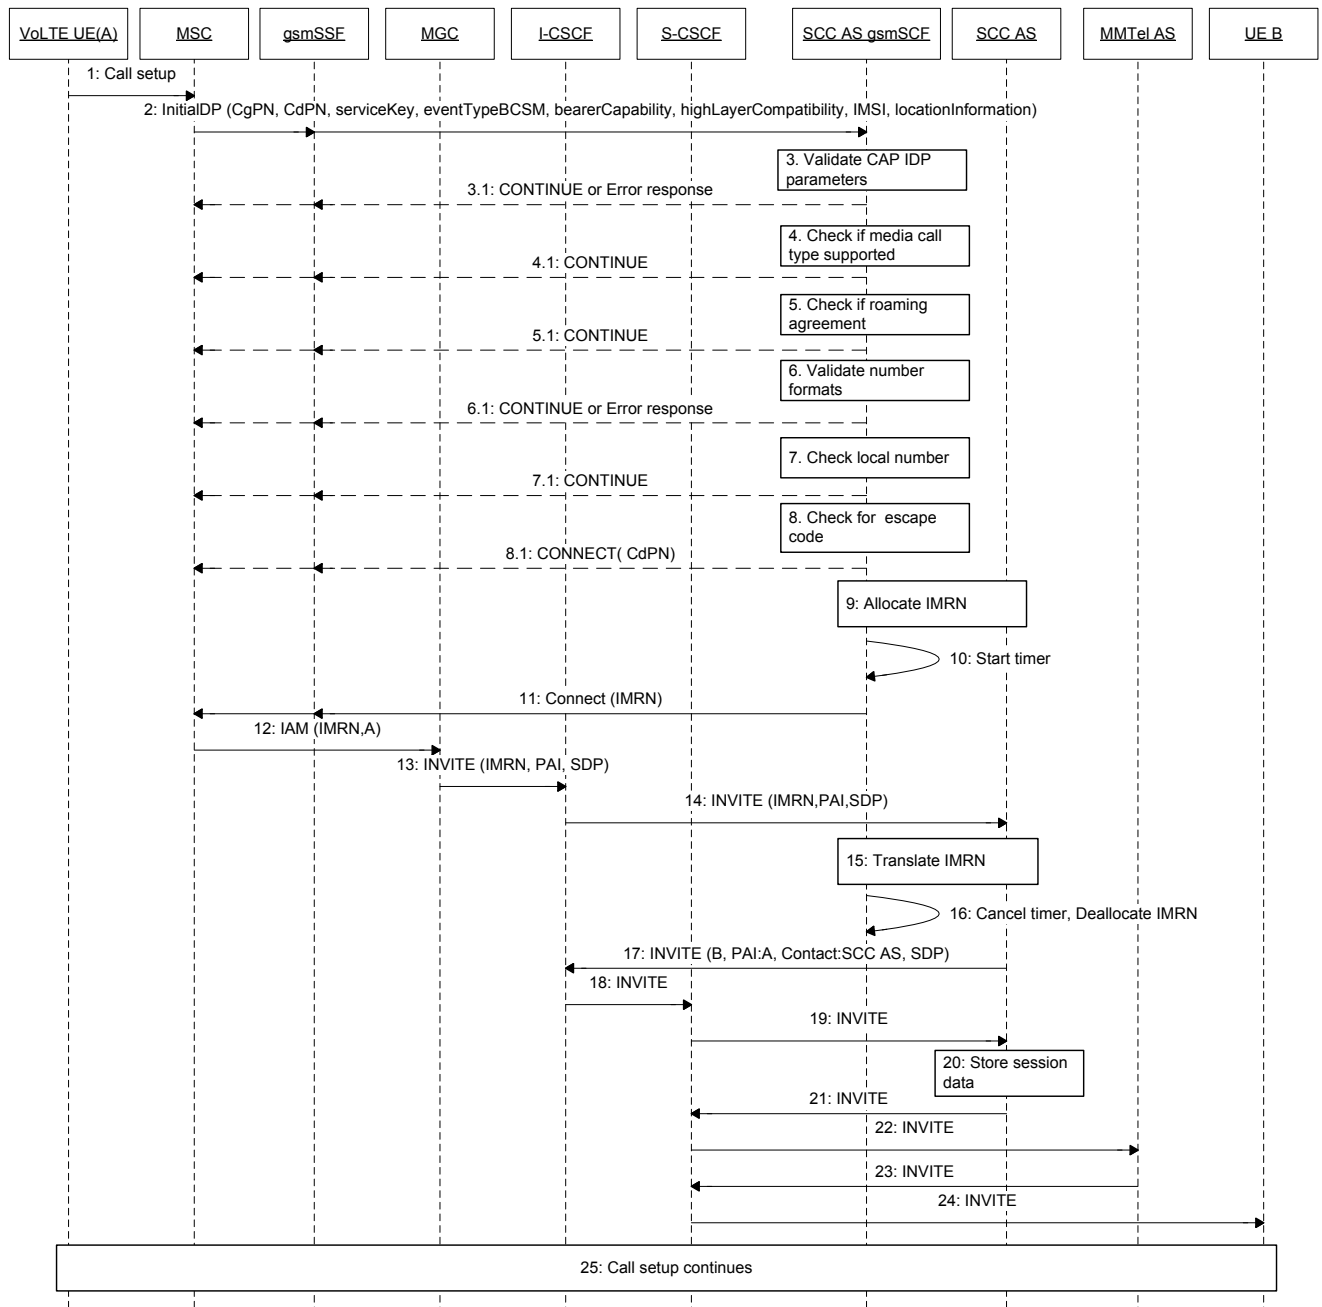 VoLTE UE(A)
MSC
gsmSSF
MGC
I-CSCF
S-CSCF
SCC AS gsmSCF
SCC AS
MMTel AS
UE B
1: Call setup
2: InitialDP (CgPN, CdPN, serviceKey, eventTypeBCSM, bearerCapability, highLayerCompatibility, IMSI, locationInformation)
3. Validate CAP IDP
parameters
3.1: CONTINUE or Error response
4. Check if media call
type supported
4.1: CONTINUE
5. Check if roaming
agreement
5.1: CONTINUE
6. Validate number
formats
6.1: CONTINUE or Error response
7. Check local number
7.1: CONTINUE
8. Check for  escape
code
8.1: CONNECT( CdPN)
9: Allocate IMRN
10: Start timer
11: Connect (IMRN)
12: IAM (IMRN,A)
13: INVITE (IMRN, PAI, SDP)
14: INVITE (IMRN,PAI,SDP)
15: Translate IMRN
16: Cancel timer, Deallocate IMRN
17: INVITE (B, PAI:A, Contact:SCC AS, SDP)
18: INVITE
19: INVITE
20: Store session
data
21: INVITE
22: INVITE
23: INVITE
24: INVITE
25: Call setup continues